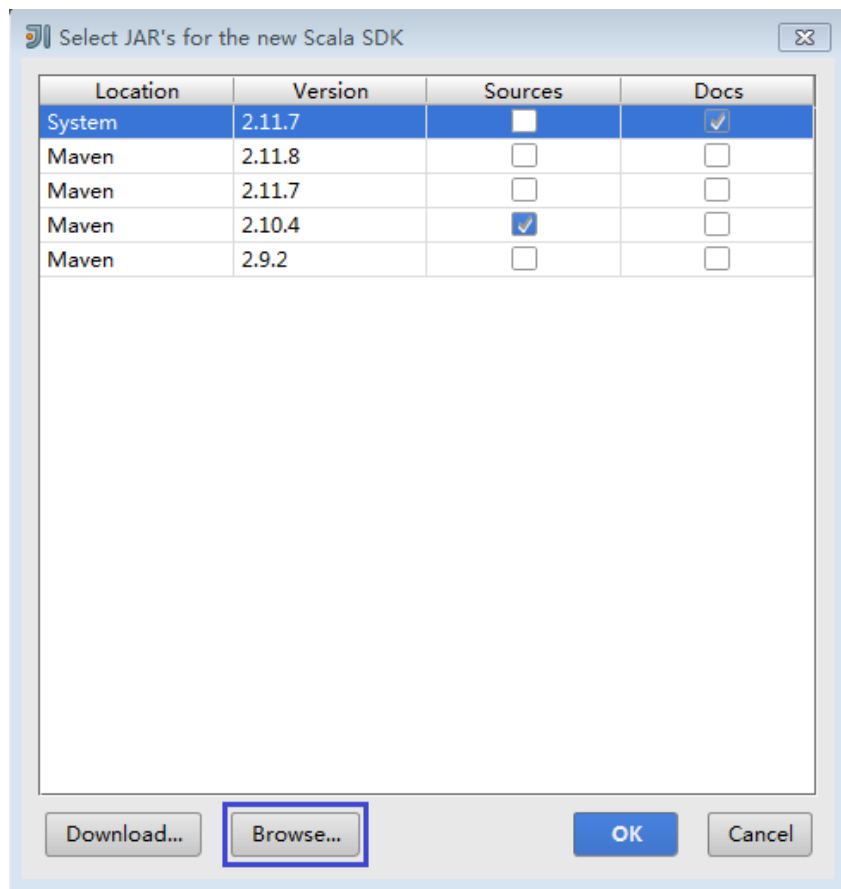 Select JAR's for the new Scala SDK
Location Version Sources Docs
System 2.11.7
Maven 2.11.8
Maven 2.11.7
Maven 2.10.4
Maven 2.9.2
Download... Browse... OK Cancel